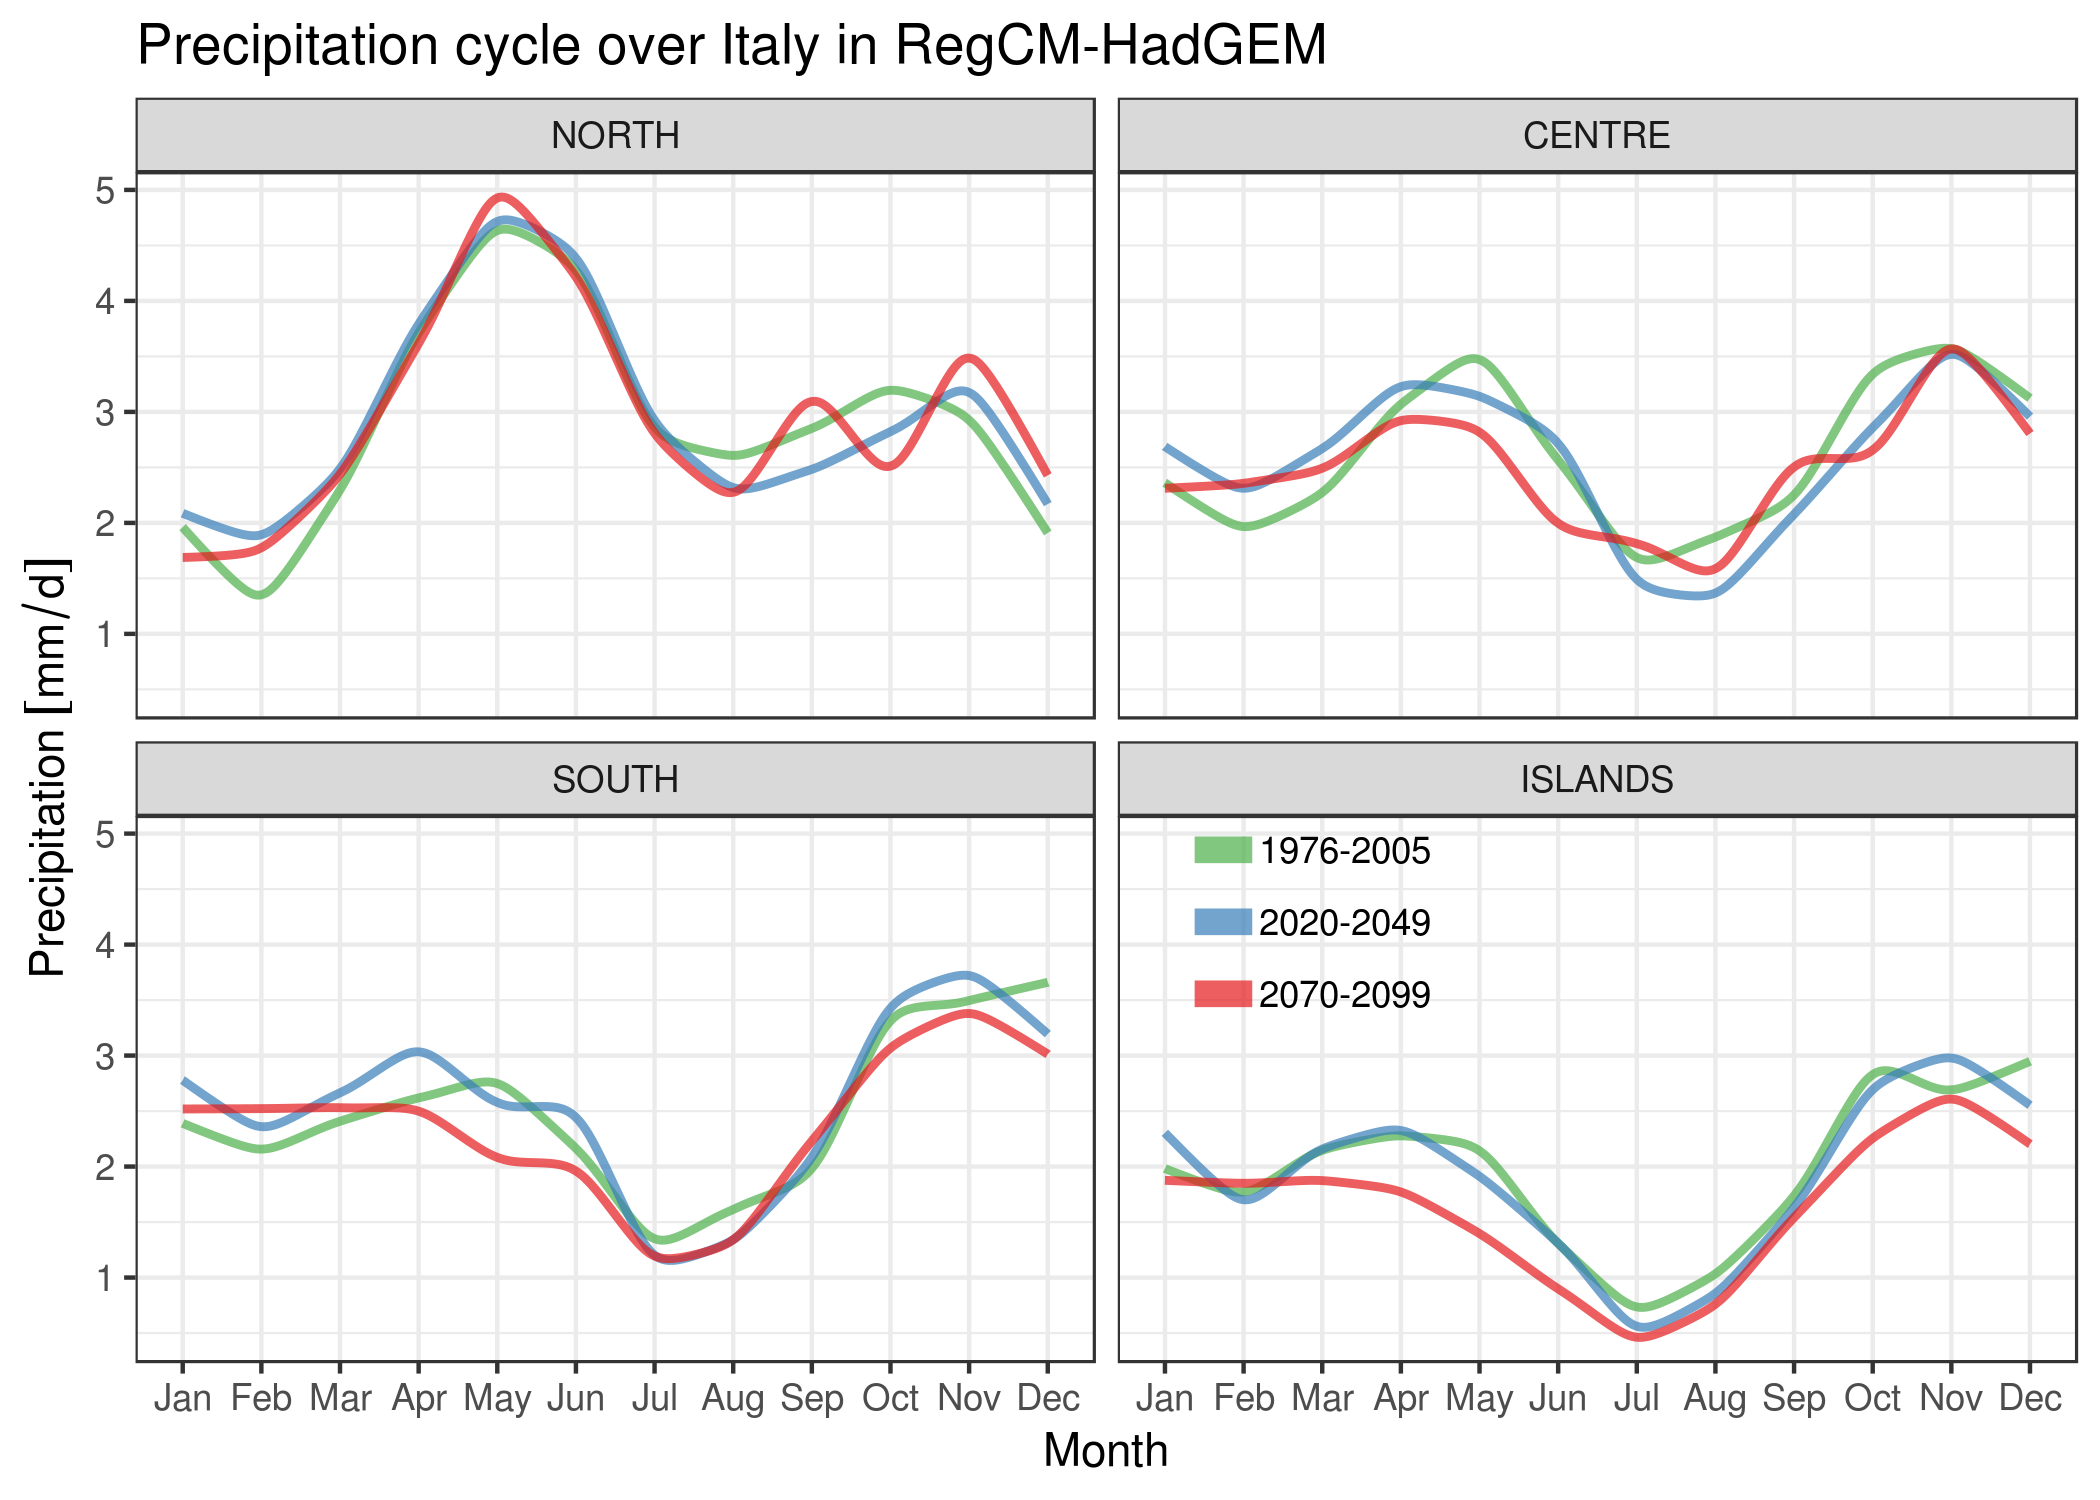 Precipitation cycle over Italy in RegCM-HadGEM
NORTH
CENTRE
5
4
3
2
1
Precipitation [mm/d]
SOUTH
ISLANDS
5
4
3
2
1
1976-2005
2020-2049
2070-2099
Jan Feb Mar Apr May Jun Jul Aug Sep Oct Nov Dec
Jan Feb Mar Apr May Jun Jul Aug Sep Oct Nov Dec
Month